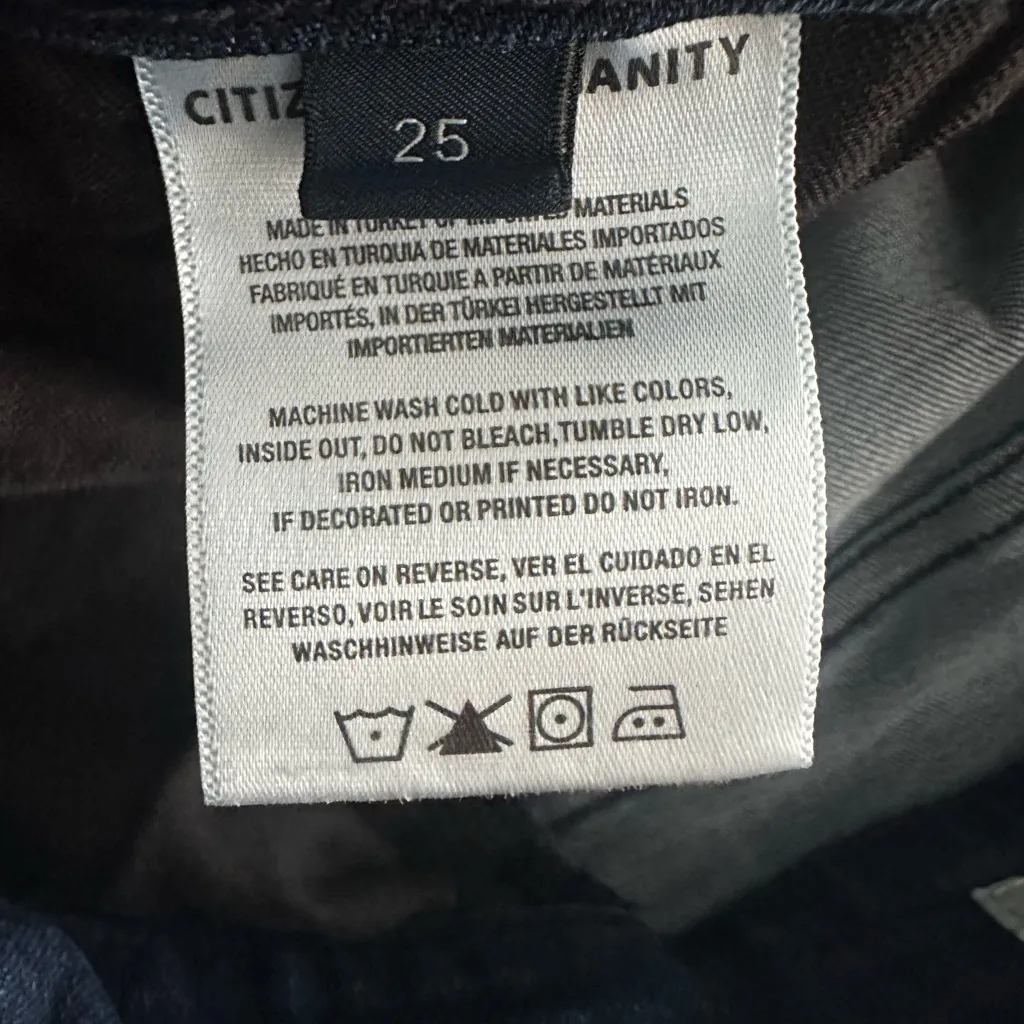 CITIZ ANITY
25
MADE IN TURKEY OF IMPORTED MATERIALS
HECHO EN TURQUIA DE MATERIALES IMPORTADOS
FABRIQUÉ EN TURQUIE A PARTIR DE MATÉRIAUX
IMPORTÉS, IN DER TÜRKEI HERGESTELLT MIT
IMPORTIERTEN MATERIALIEN
MACHINE WASH COLD WITH LIKE COLORS,
INSIDE OUT, DO NOT BLEACH,TUMBLE DRY LOW,
IRON MEDIUM IF NECESSARY,
IF DECORATED OR PRINTED DO NOT IRON.
SEE CARE ON REVERSE, VER EL CUIDADO EN EL
REVERSO, VOIR LE SOIN SUR L'INVERSE, SEHEN
WASCHHINWEISE AUF DER RÜCKSEITE